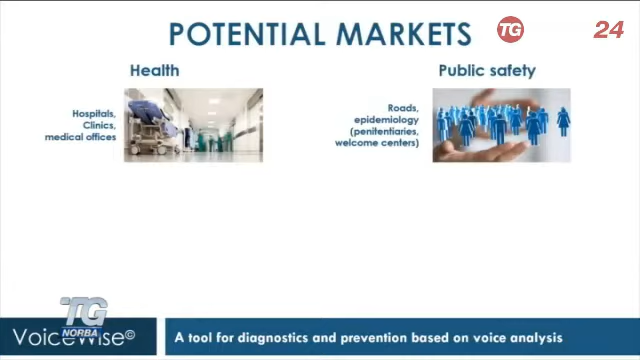 POTENTIAL MARKETS
TG 24
Health
Public safety
Hospitals,
Clinics,
medical offices
Roads,
epidemiology
(penitentiaries,
welcome centers)
TG
NORBA
VoiceWise©
A tool for diagnostics and prevention based on voice analysis